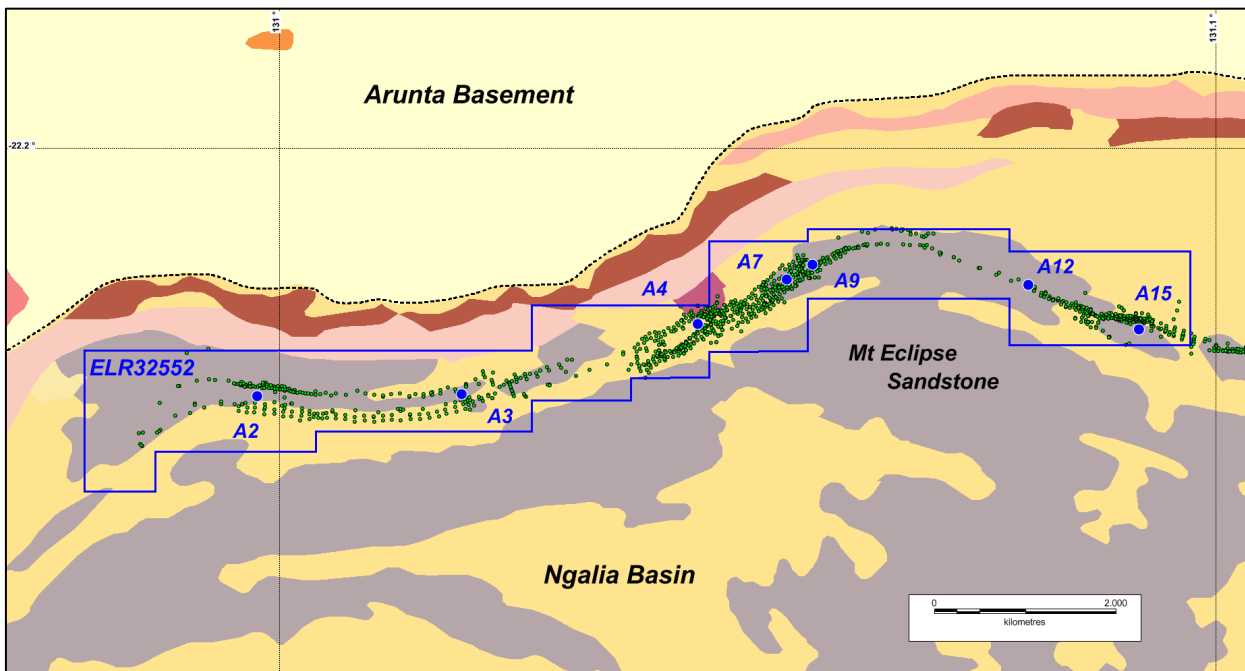 131 °
131.1 °
Arunta Basement
-22.2 °
A7
A12
A4
A9
A15
ELR32552
Mt Eclipse
Sandstone
A3
A2
Ngalia Basin
0 2.000
kilometres